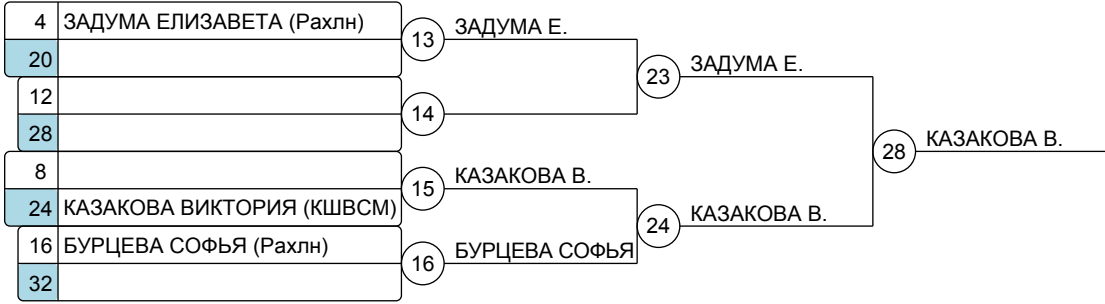 4 ЗАДУМА ЕЛИЗАВЕТА (Рахлн)
20
12
28
8
24 КАЗАКОВА ВИКТОРИЯ (КШВСМ)
16 БУРЦЕВА СОФЬЯ (Рахлн)
32
13 ЗАДУМА Е.
14
15 КАЗАКОВА В.
16 БУРЦЕВА СОФЬЯ
23 ЗАДУМА Е.
24 КАЗАКОВА В.
28 КАЗАКОВА В.